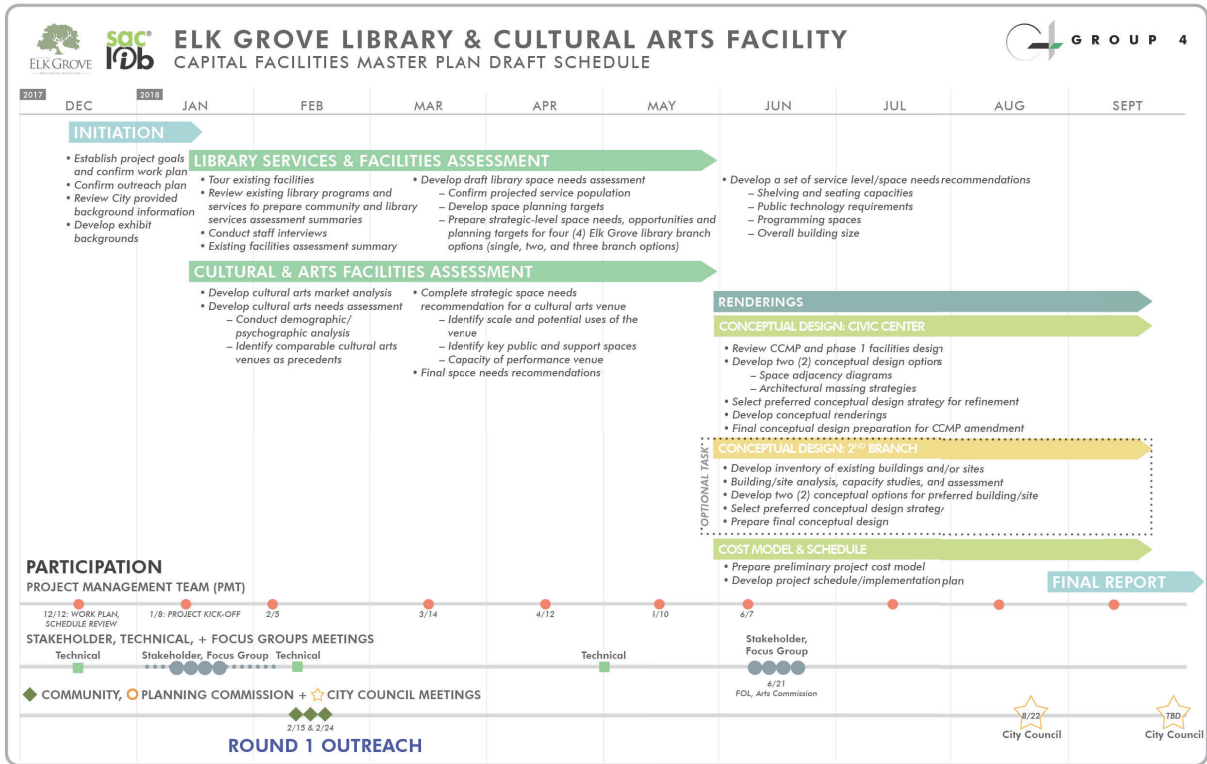 ELK GROVE
sac
lib
ELK GROVE LIBRARY & CULTURAL ARTS FACILITY
CAPITAL FACILITIES MASTER PLAN DRAFT SCHEDULE
GROUP 4
2017
2018
DEC
JAN
FEB
MAR
APR
MAY
JUN
JUL
AUG
SEPT
INITIATION
• Establish project goals
and confirm work plan
• Confirm outreach plan
• Review City provided
background information
• Develop exhibit
backgrounds
LIBRARY SERVICES & FACILITIES ASSESSMENT
• Tour existing facilities
• Review existing library programs and
services to prepare community and library
services assessment summaries
• Conduct staff interviews
• Existing facilities assessment summary
• Develop draft library space needs assessment
– Confirm projected service population
– Develop space planning targets
– Prepare strategic-level space needs, opportunities and
planning targets for four (4) Elk Grove library branch
options (single, two, and three branch options)
• Develop a set of service level/space needs recommendations
– Shelving and seating capacities
– Public technology requirements
– Programming spaces
– Overall building size
CULTURAL & ARTS FACILITIES ASSESSMENT
• Develop cultural arts market analysis
• Develop cultural arts needs assessment
– Conduct demographic/
psychographic analysis
– Identify comparable cultural arts
venues as precedents
• Complete strategic space needs
recommendation for a cultural arts venue
– Identify scale and potential uses of the
venue
– Identify key public and support spaces
– Capacity of performance venue
• Final space needs recommendations
RENDERINGS
CONCEPTUAL DESIGN: CIVIC CENTER
• Review CCMP and phase 1 facilities design
• Develop two (2) conceptual design options
– Space adjacency diagrams
– Architectural massing strategies
• Select preferred conceptual design strategy for refinement
• Develop conceptual renderings
• Final conceptual design preparation for CCMP amendment
*OPTIONAL TASK*
CONCEPTUAL DESIGN: 2ND BRANCH
• Develop inventory of existing buildings and/or sites
• Building/site analysis, capacity studies, and assessment
• Develop two (2) conceptual options for preferred building/site
• Select preferred conceptual design strategy
• Prepare final conceptual design
COST MODEL & SCHEDULE
• Prepare preliminary project cost model
• Develop project schedule/implementation plan
FINAL REPORT
PARTICIPATION
PROJECT MANAGEMENT TEAM (PMT)
12/12: WORK PLAN,
SCHEDULE REVIEW
1/8: PROJECT KICK-OFF
2/5
3/14
4/12
6/7
STAKEHOLDER, TECHNICAL, + FOCUS GROUPS MEETINGS
Technical
Stakeholder, Focus Group
Technical
Technical
Stakeholder,
Focus Group
6/21
FOL, Arts Commission
COMMUNITY, PLANNING COMMISSION + CITY COUNCIL MEETINGS
2/15 & 2/24
8/22
City Council
TBD
City Council
ROUND 1 OUTREACH